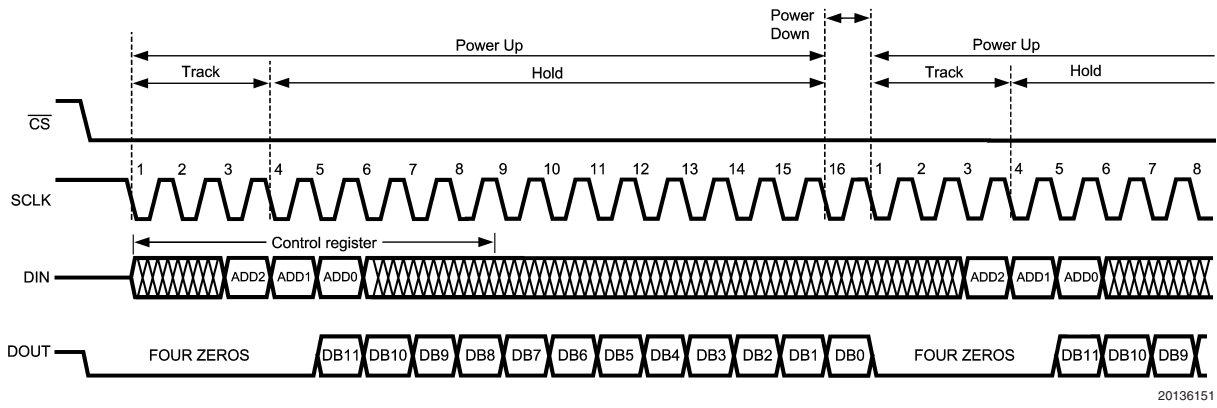 Power Down
Power Up
Power Up
Track
Hold
Track
Hold
CS
1 2 3 4 5 6 7 8 9 10 11 12 13 14 15 16 1 2 3 4 5 6 7 8
SCLK
Control register
DIN
ADD2 ADD1 ADD0 ADD2 ADD1 ADD0
DOUT
FOUR ZEROS DB11 DB10 DB9 DB8 DB7 DB6 DB5 DB4 DB3 DB2 DB1 DB0 FOUR ZEROS DB11 DB10 DB9
20136151